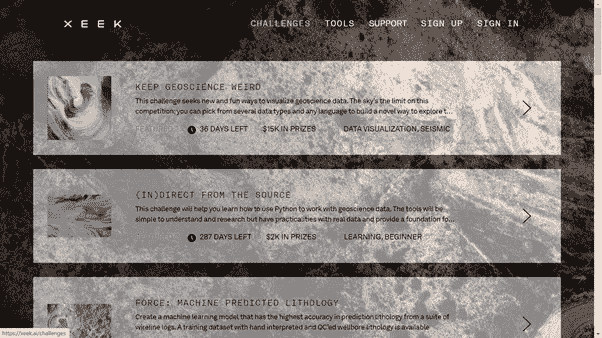 XEEK
CHALLENGES TOOLS SUPPORT SIGN UP SIGN IN
KEEP GEOSCIENCE WEIRD
This challenge seeks new and fun ways to visualize geoscience data. The sky's the limit on this
competition; you can pick from several data types and any language to build a novel way to explore t...
FEATURED 36 DAYS LEFT $15K IN PRIZES DATA VISUALIZATION, SEISMIC
(IN)DIRECT FROM THE SOURCE
This challenge will help you learn how to use Python to work with geoscience data. The tools will be
simple to understand and research but have practicalities with real data and provide a foundation fo...
287 DAYS LEFT $2K IN PRIZES LEARNING, BEGINNER
FORCE: MACHINE PREDICTED LITHOLOGY
Create a machine learning model that has the highest accuracy in prediction lithology from a suite of
wireline logs. A training dataset with hand interpreted and QC'ed wellbore lithology is available
https://xeek.ai/challenges